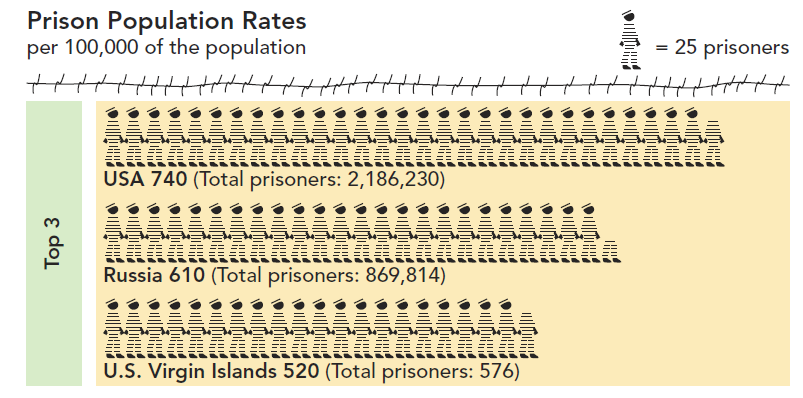 Prison Population Rates
per 100,000 of the population
= 25 prisoners
Top 3
USA 740 (Total prisoners: 2,186,230)
Russia 610 (Total prisoners: 869,814)
U.S. Virgin Islands 520 (Total prisoners: 576)